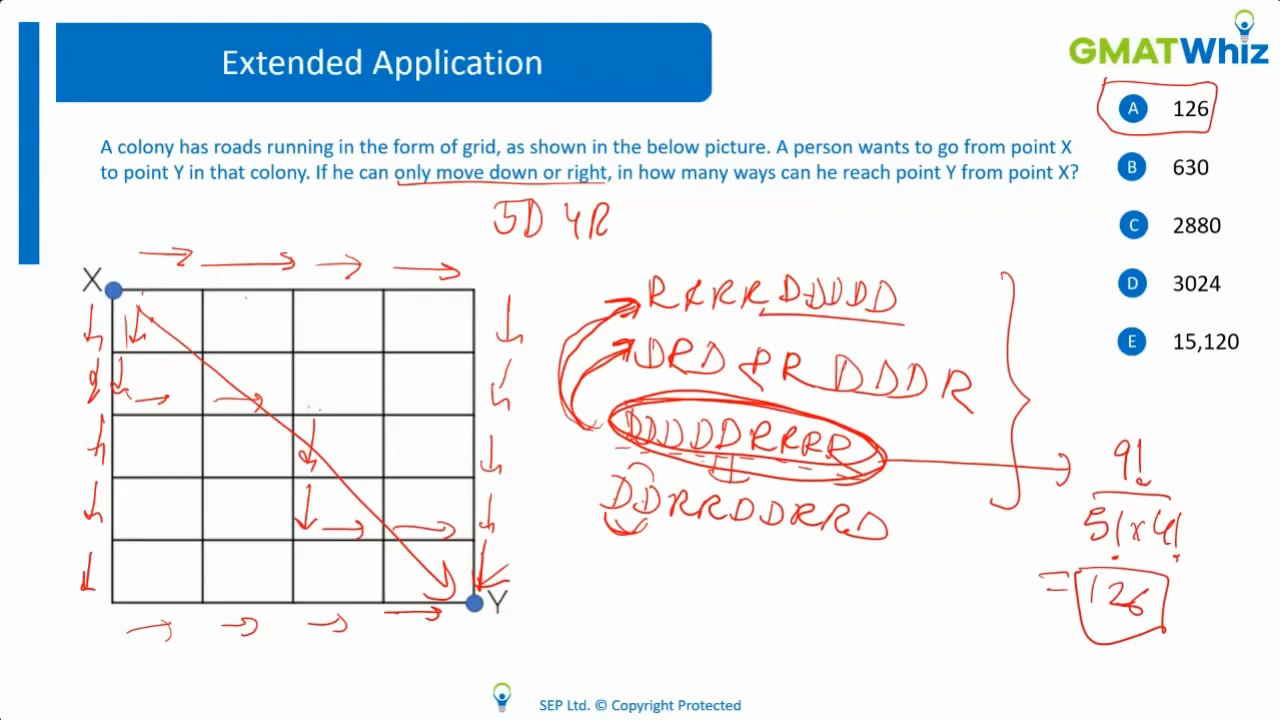 Extended Application
GMATWhiz
A 126
A colony has roads running in the form of grid, as shown in the below picture. A person wants to go from point X
to point Y in that colony. If he can only move down or right, in how many ways can he reach point Y from point X?
B 630
C 2880
D 3024
E 15,120
5D 4R
X
RRRRDDDDD
DRDRRDDDR
DDDDDRRRR
DDRRDDRRD
9!
5! x 4!
= 126
Y
SEP Ltd. © Copyright Protected